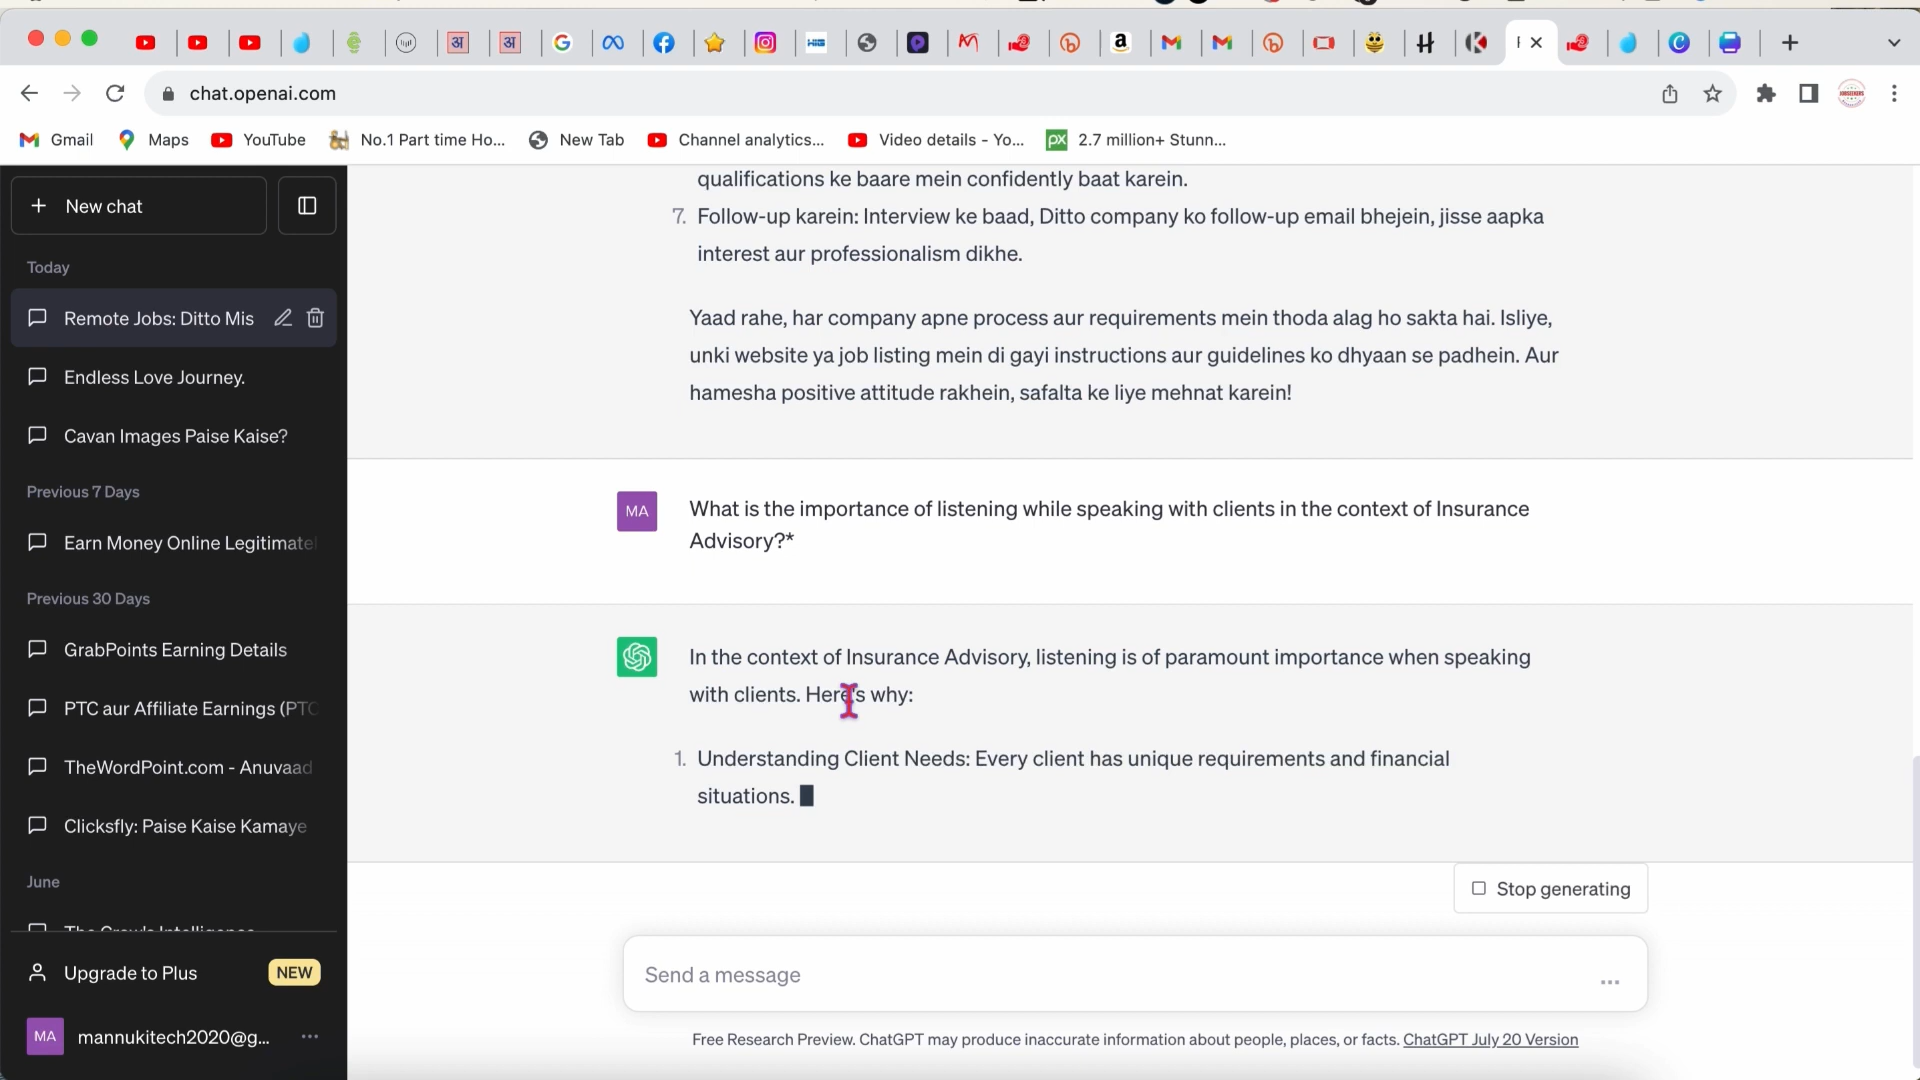 chat.openai.com
Gmail
Maps
YouTube
No.1 Part time Ho...
New Tab
Channel analytics...
Video details - Yo...
2.7 million+ Stunn...
New chat
Today
Remote Jobs: Ditto Mis
Endless Love Journey.
Cavan Images Paise Kaise?
Previous 7 Days
Earn Money Online Legitimate
Previous 30 Days
GrabPoints Earning Details
PTC aur Affiliate Earnings (PTC
TheWordPoint.com - Anuvaad
Clicksfly: Paise Kaise Kamaye
June
The Crow's Intelligence
Upgrade to Plus NEW
MA mannukitech2020@g... ...
qualifications ke baare mein confidently baat karein.
7. Follow-up karein: Interview ke baad, Ditto company ko follow-up email bhejein, jisse aapka
interest aur professionalism dikhe.
Yaad rahe, har company apne process aur requirements mein thoda alag ho sakta hai. Isliye,
unki website ya job listing mein di gayi instructions aur guidelines ko dhyaan se padhein. Aur
hamesha positive attitude rakhein, safalta ke liye mehnat karein!
MA What is the importance of listening while speaking with clients in the context of Insurance
Advisory?*
In the context of Insurance Advisory, listening is of paramount importance when speaking
with clients. Here's why:
1. Understanding Client Needs: Every client has unique requirements and financial
situations.
Stop generating
Send a message
Free Research Preview. ChatGPT may produce inaccurate information about people, places, or facts. ChatGPT July 20 Version